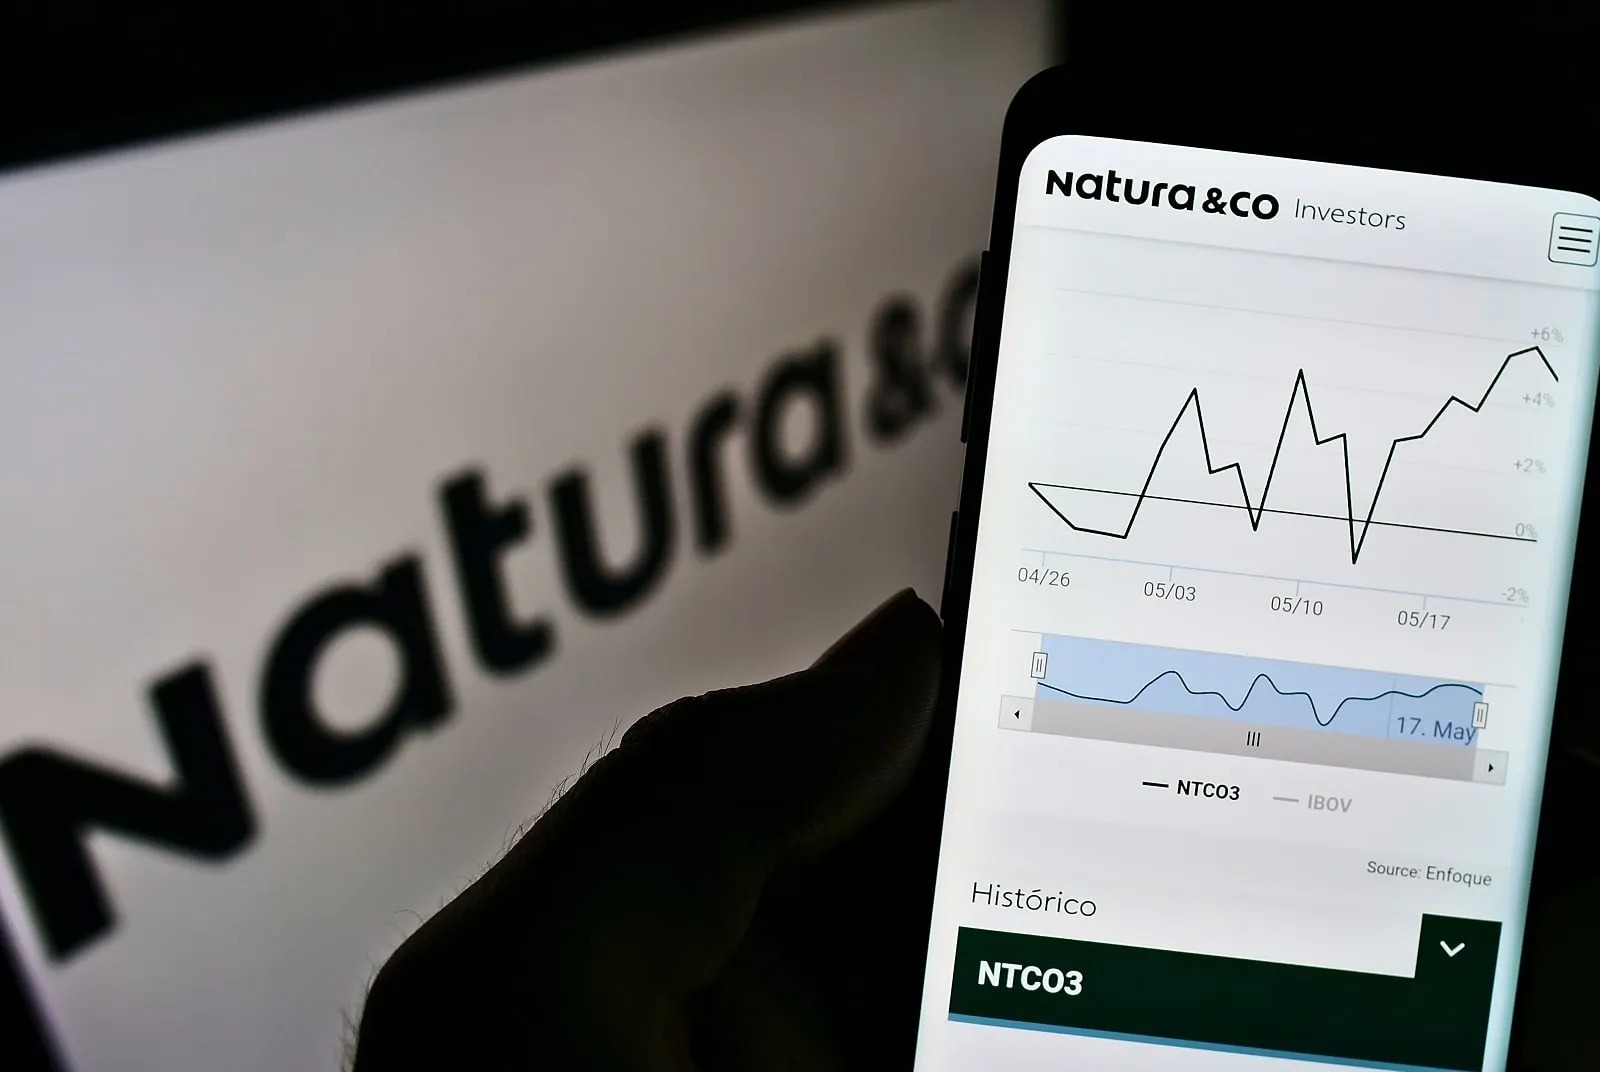 Natura &c
Natura &co Investors
+6%
+4%
+2%
0%
-2%
04/26 05/03 05/10 05/17
17. May
NTCO3 IBOV
Source: Enfoque
Histórico
NTCO3